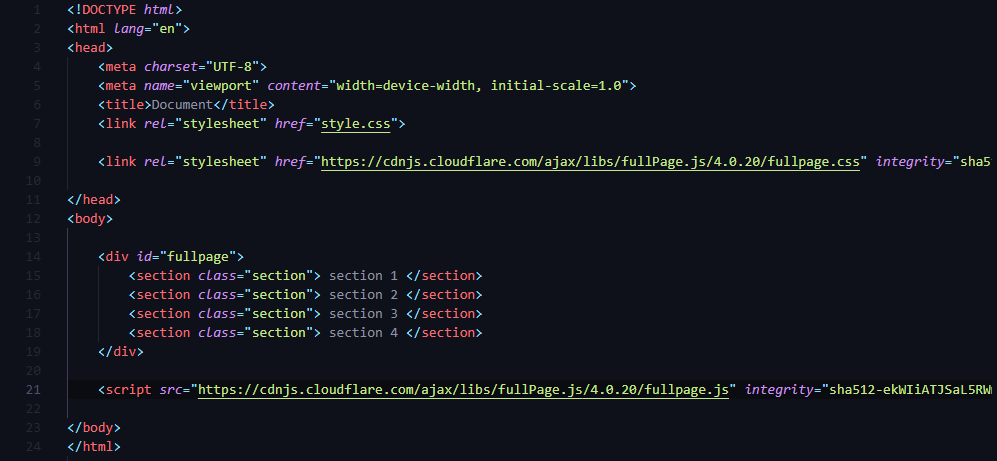 1 <!DOCTYPE html>
2 <html lang="en">
3 <head>
4 <meta charset="UTF-8">
5 <meta name="viewport" content="width=device-width, initial-scale=1.0">
6 <title>Document</title>
7 <link rel="stylesheet" href="style.css">
8
9 <link rel="stylesheet" href="https://cdnjs.cloudflare.com/ajax/libs/fullPage.js/4.0.20/fullpage.css" integrity="sha5
10
11 </head>
12 <body>
13
14 <div id="fullpage">
15 <section class="section"> section 1 </section>
16 <section class="section"> section 2 </section>
17 <section class="section"> section 3 </section>
18 <section class="section"> section 4 </section>
19 </div>
20
21 <script src="https://cdnjs.cloudflare.com/ajax/libs/fullPage.js/4.0.20/fullpage.js" integrity="sha512-ekWIiATJSaL5RW
22
23 </body>
24 </html>